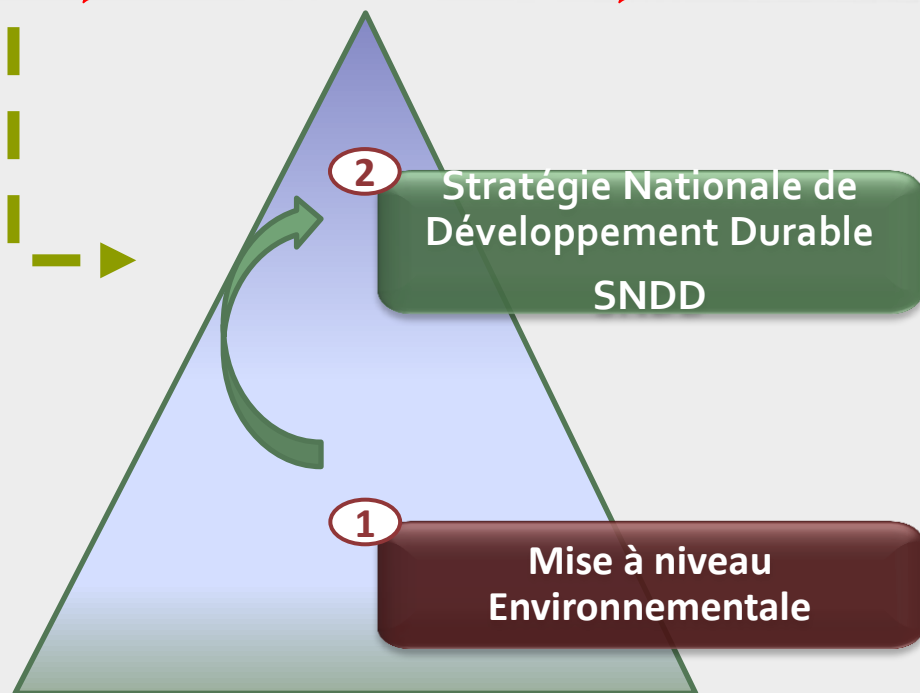 2
Stratégie Nationale de
Développement Durable
SNDD
1
Mise à niveau
Environnementale